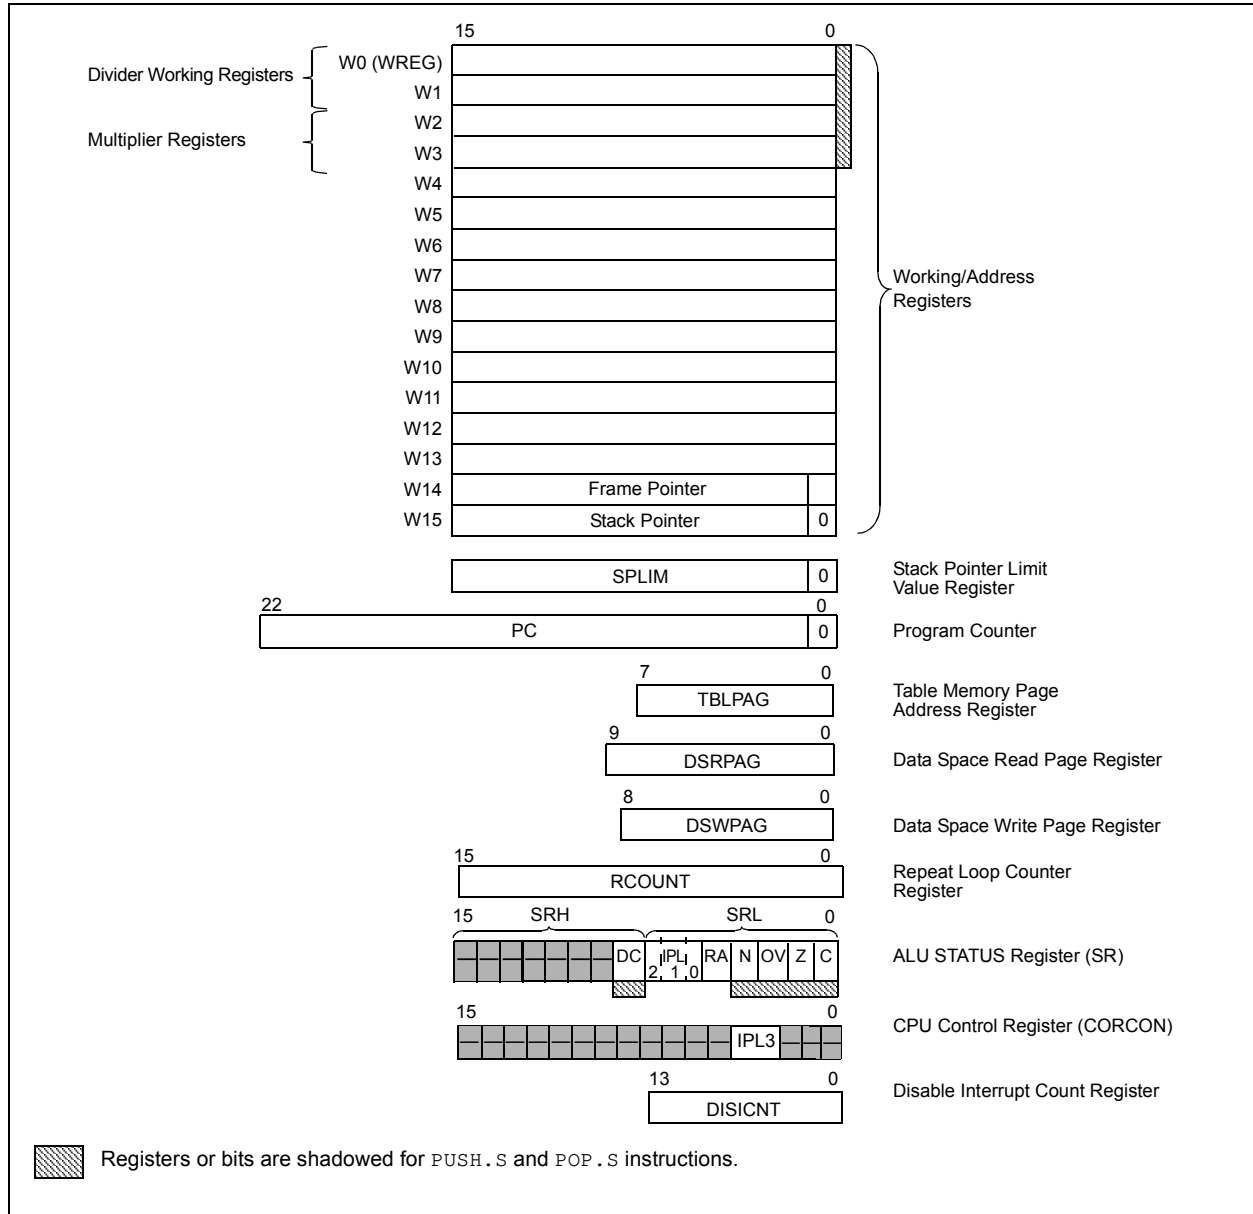 15 0
W0 (WREG)
Divider Working Registers
W1
W2
Multiplier Registers
W3
W4
W5
W6
W7
Working/Address
Registers
W8
W9
W10
W11
W12
W13
W14 Frame Pointer
W15 Stack Pointer 0
SPLIM 0
Stack Pointer Limit
Value Register
22 0
PC 0 Program Counter
7 0
TBLPAG
Table Memory Page
Address Register
9 0
DSRPAG Data Space Read Page Register
8 0
DSWPAG Data Space Write Page Register
15 0
RCOUNT
Repeat Loop Counter
Register
15 SRH SRL 0
— — — — — — — DC IPL RA N OV Z C ALU STATUS Register (SR)
2 1 0
15 0
— — — — — — — — — — — — IPL3 — — — CPU Control Register (CORCON)
13 0
DISICNT Disable Interrupt Count Register
Registers or bits are shadowed for PUSH.S and POP.S instructions.